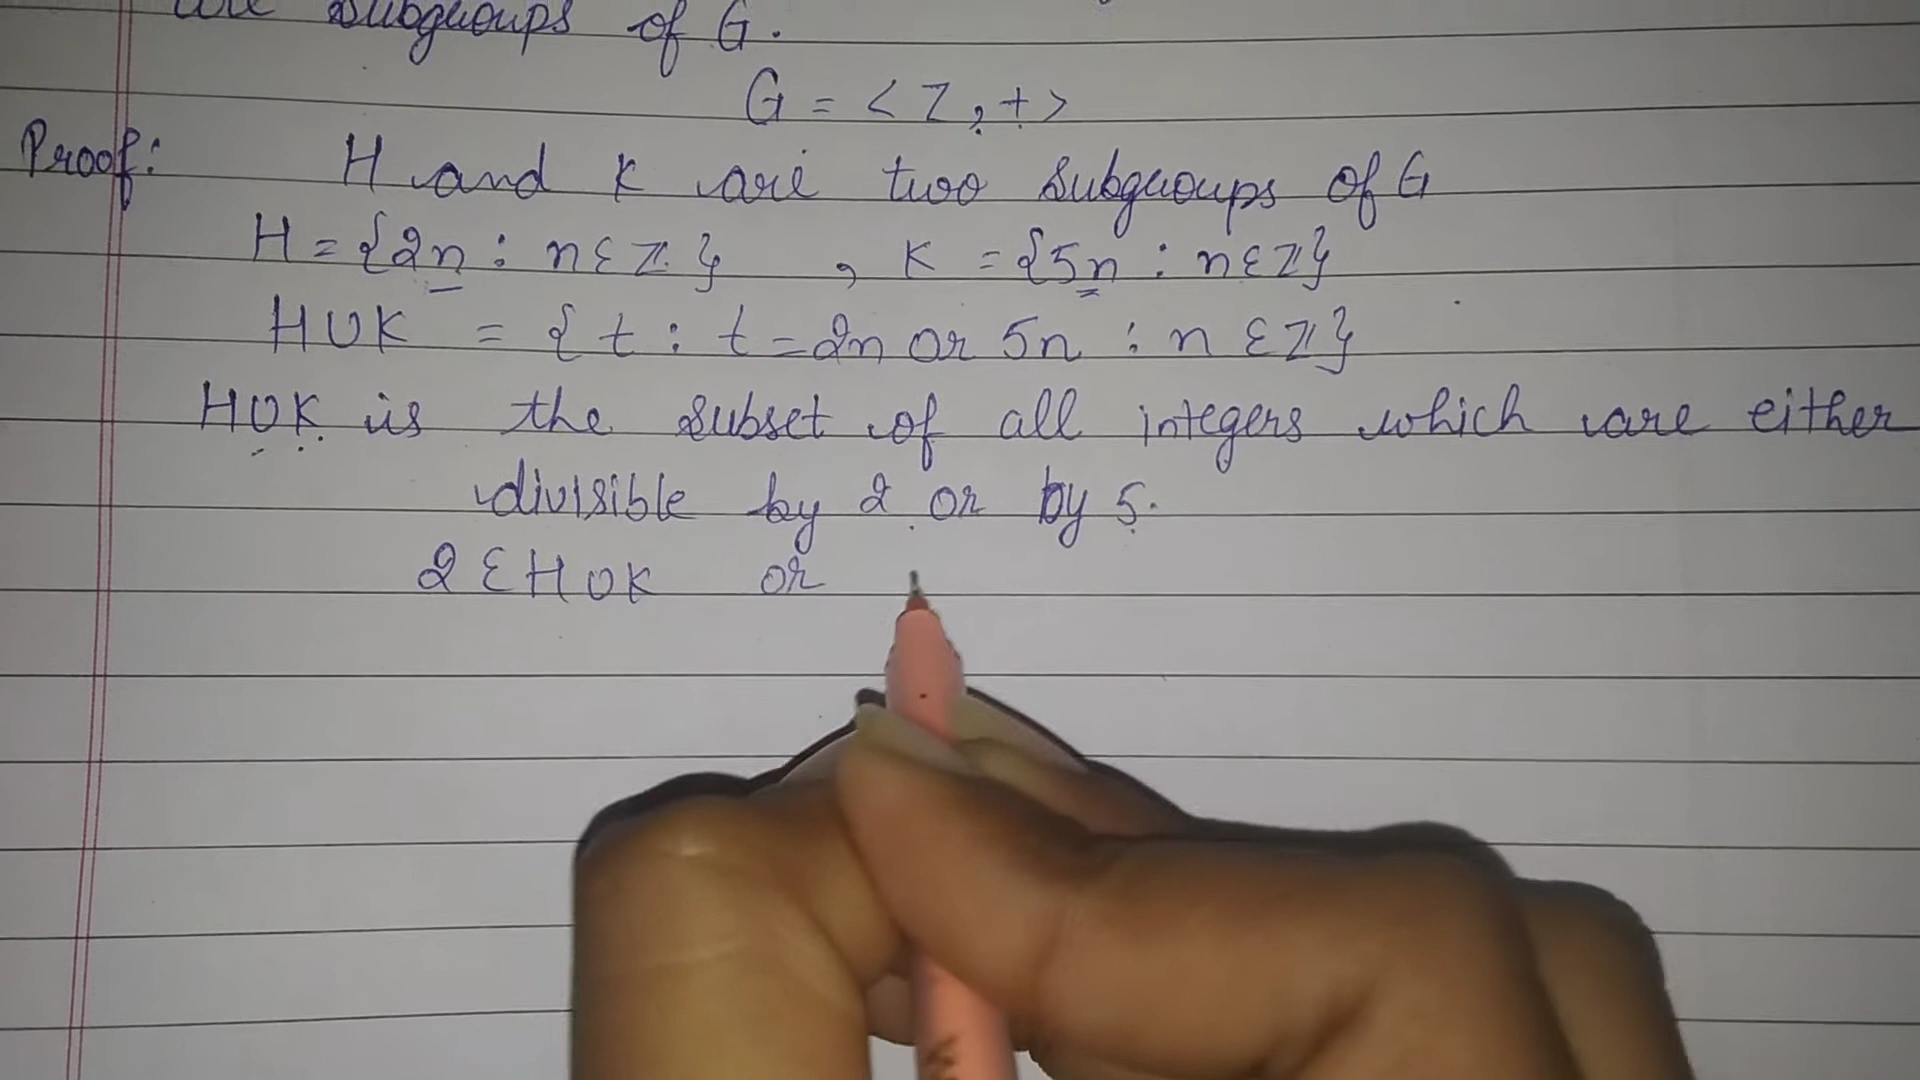 are subgroups of G.
G = < Z, + >
Proof: H and K are two subgroups of G
H = {2n : n ∈ Z}, K = {5n : n ∈ Z}
H∪K = {t : t = 2n or 5n : n ∈ Z}
H∪K is the subset of all integers which are either
divisible by 2 or by 5.
2 ∈ H∪K or